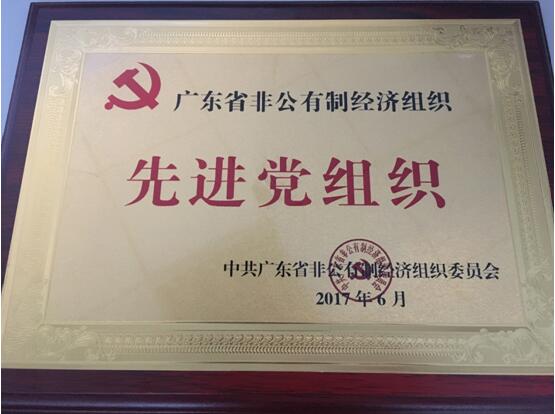 广东省非公有制经济组织
先进党组织
中共广东省非公有制经济组织委员会
2017年6月